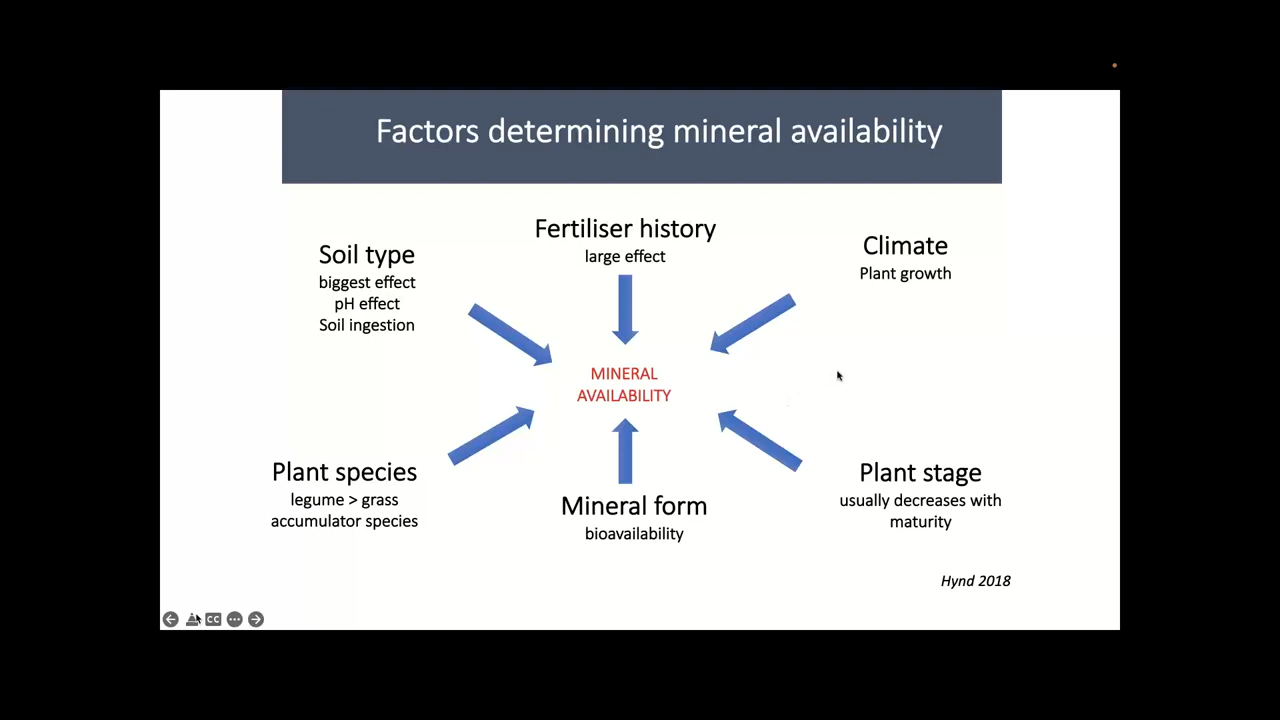 Factors determining mineral availability
Fertiliser history
large effect
Soil type
biggest effect
pH effect
Soil ingestion
Climate
Plant growth
MINERAL
AVAILABILITY
Plant species
legume > grass
accumulator species
Mineral form
bioavailability
Plant stage
usually decreases with
maturity
Hynd 2018
CC